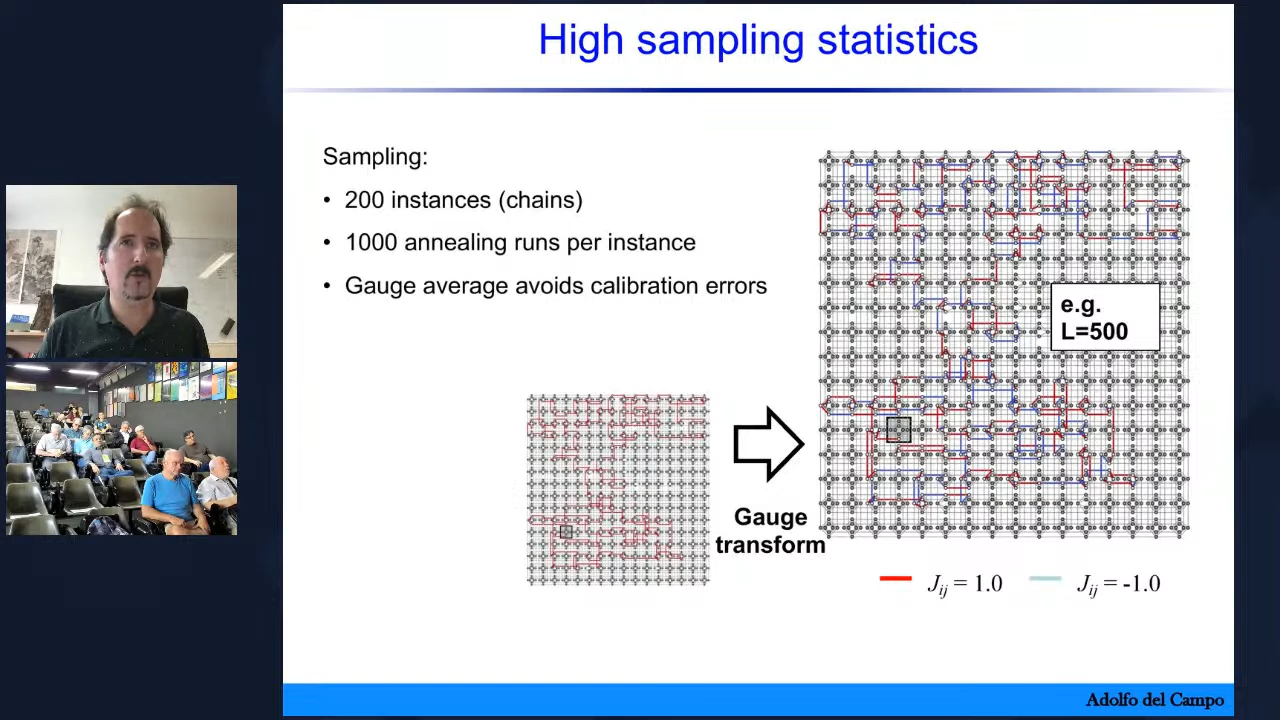 High sampling statistics
Sampling:
• 200 instances (chains)
• 1000 annealing runs per instance
• Gauge average avoids calibration errors
e.g.
L=500
Gauge
transform
J_ij = 1.0
J_ij = -1.0
Adolfo del Campo